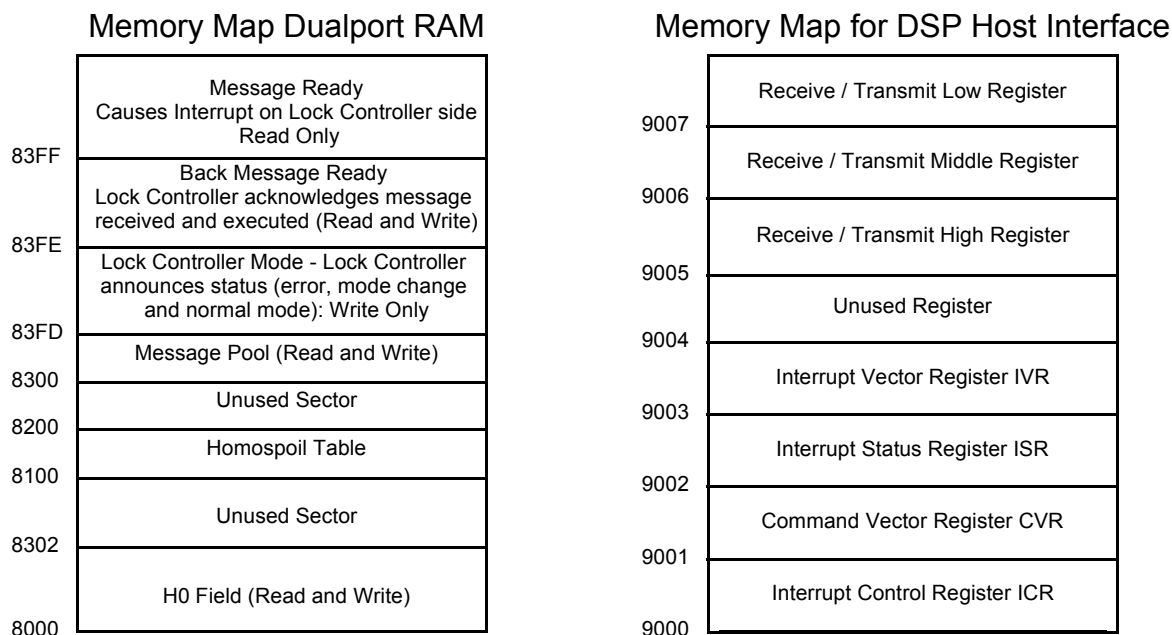 Memory Map Dualport RAM
Message Ready
Causes Interrupt on Lock Controller side
Read Only
83FF
Back Message Ready
Lock Controller acknowledges message
received and executed (Read and Write)
83FE
Lock Controller Mode - Lock Controller
announces status (error, mode change
and normal mode): Write Only
83FD
Message Pool (Read and Write)
8300
Unused Sector
8200
Homospoil Table
8100
Unused Sector
8302
H0 Field (Read and Write)
8000
Memory Map for DSP Host Interface
Receive / Transmit Low Register
9007
Receive / Transmit Middle Register
9006
Receive / Transmit High Register
9005
Unused Register
9004
Interrupt Vector Register IVR
9003
Interrupt Status Register ISR
9002
Command Vector Register CVR
9001
Interrupt Control Register ICR
9000